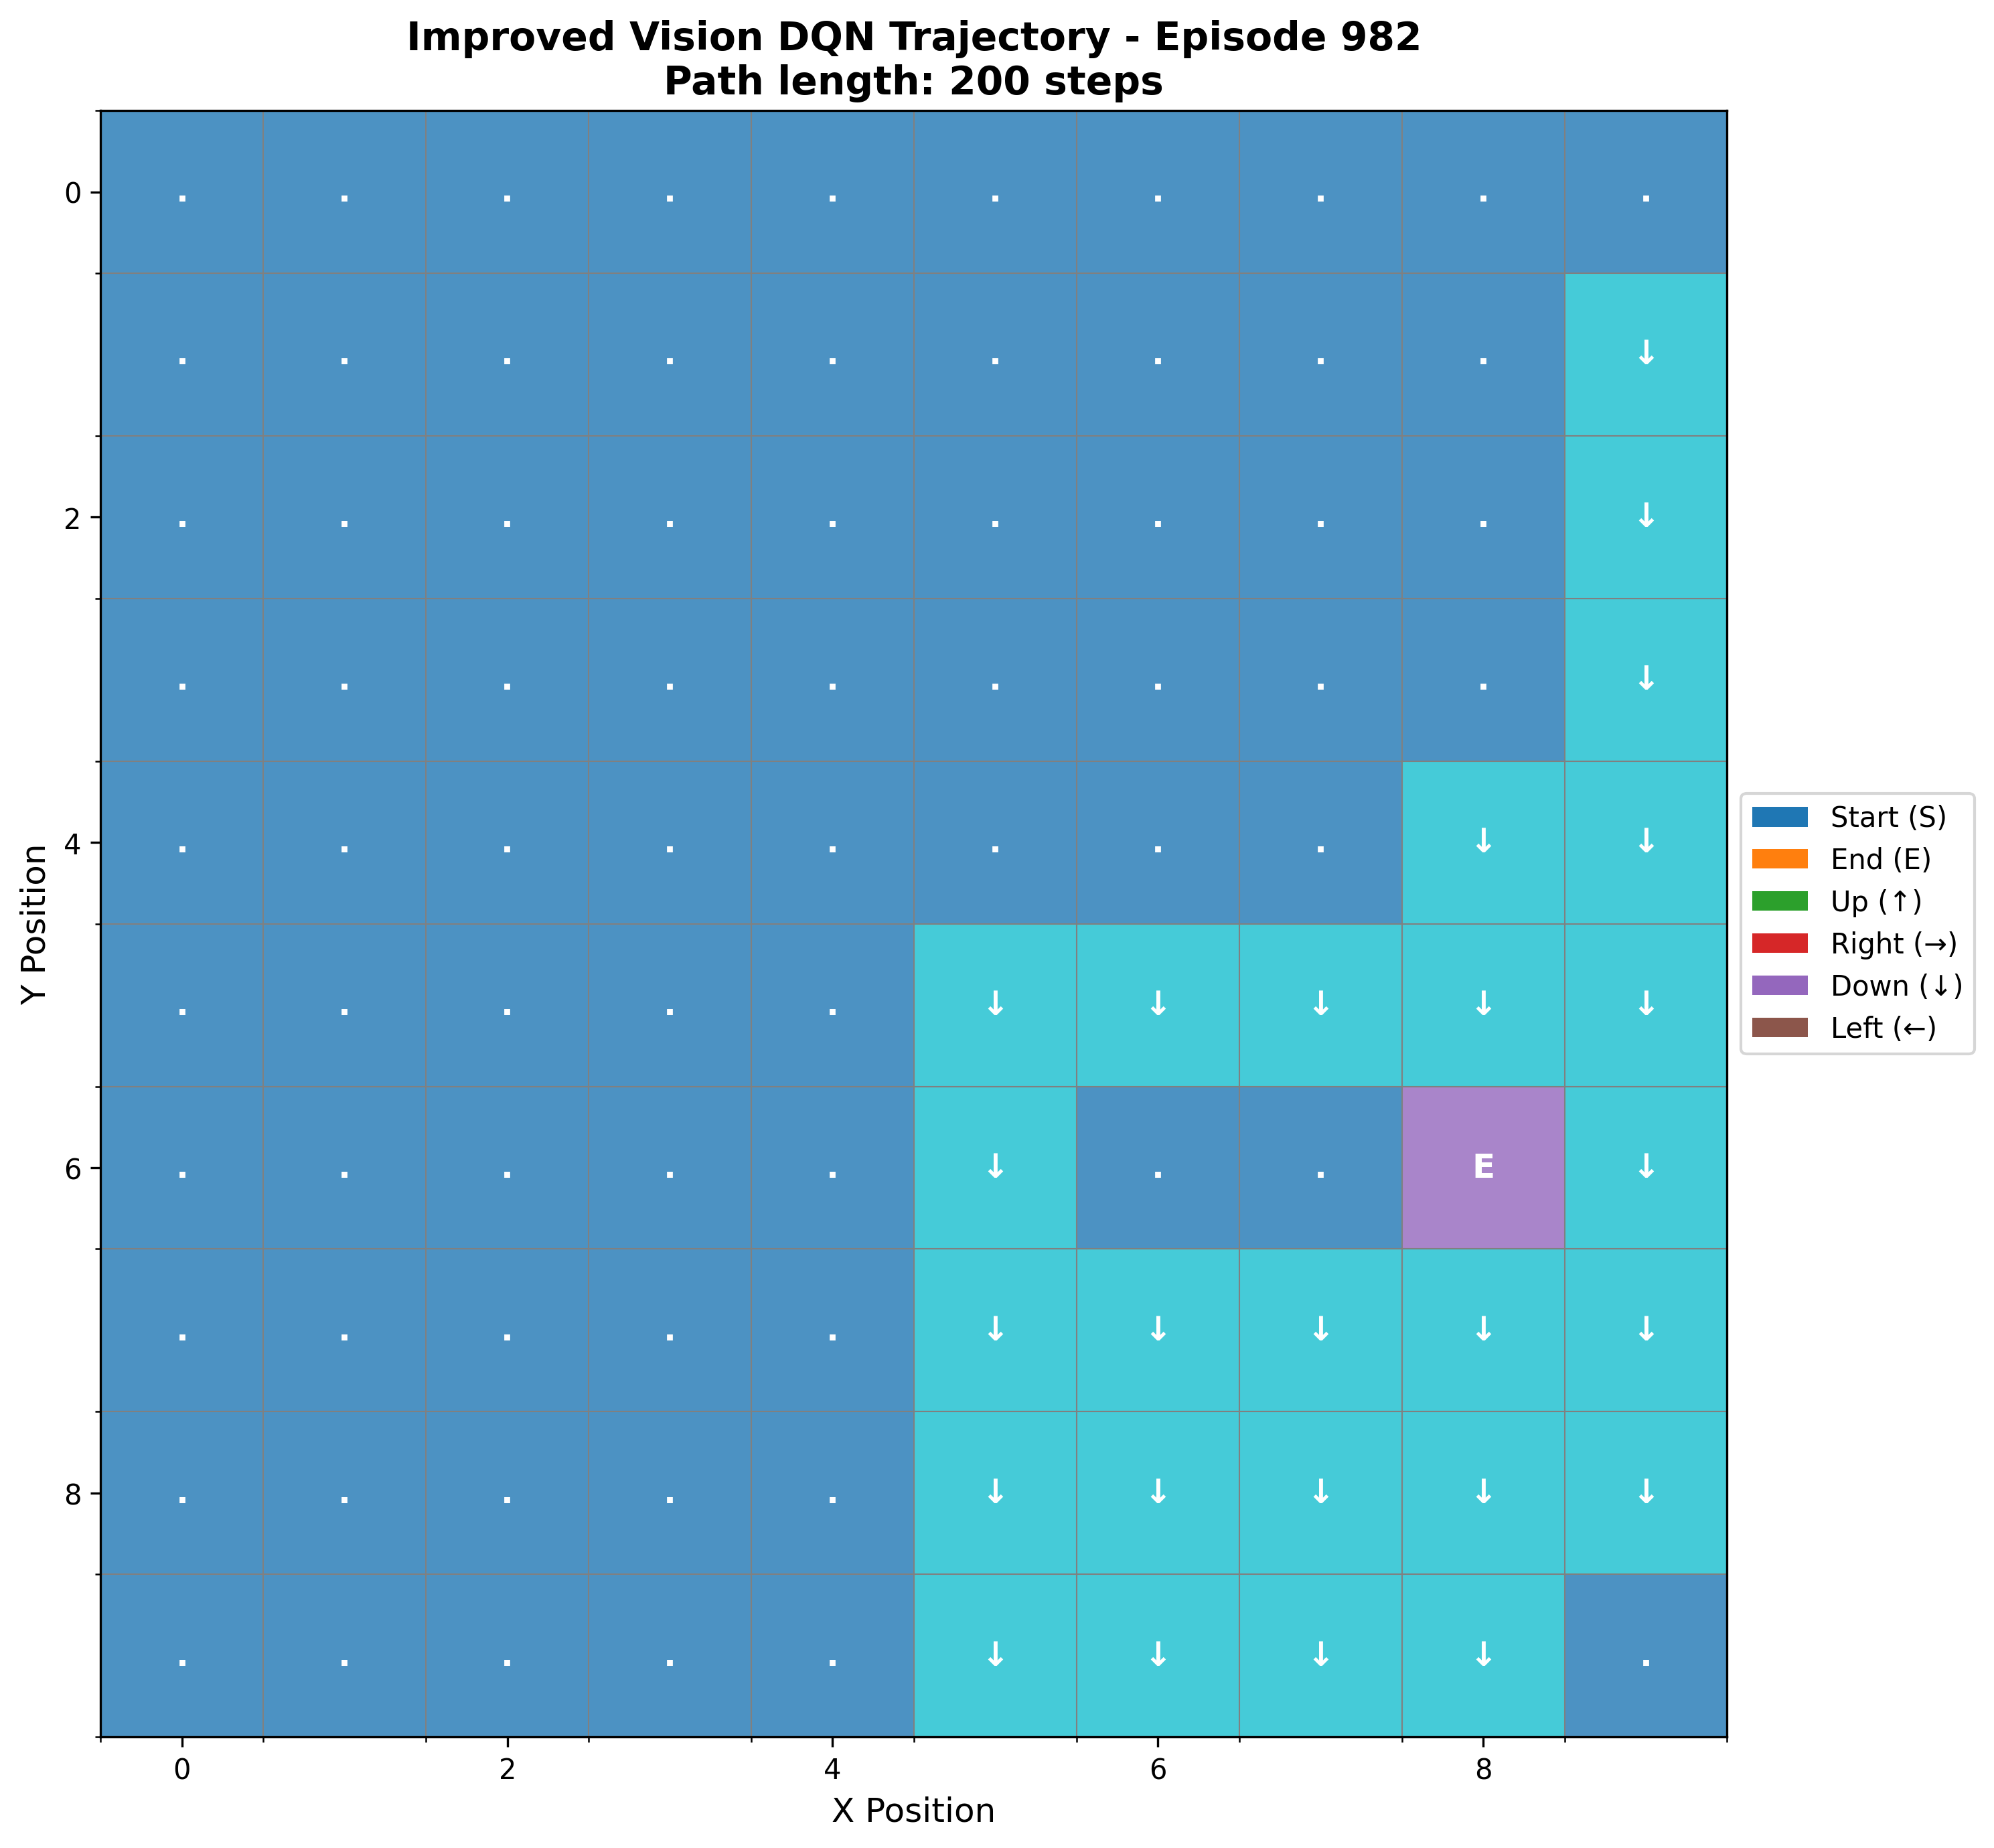 Improved Vision DQN Trajectory - Episode 982
Path length: 200 steps
0 . . . . . . . . . .
. . . . . . . . . ↓
2 . . . . . . . . . ↓
. . . . . . . . . ↓
4 . . . . . . . . ↓ ↓
. . . . . ↓ ↓ ↓ ↓ ↓
6 . . . . . ↓ . . E ↓
. . . . . ↓ ↓ ↓ ↓ ↓
8 . . . . . ↓ ↓ ↓ ↓ ↓
. . . . . ↓ ↓ ↓ ↓ .
0 2 4 6 8
X Position
Y Position
Start (S)
End (E)
Up (↑)
Right (→)
Down (↓)
Left (←)